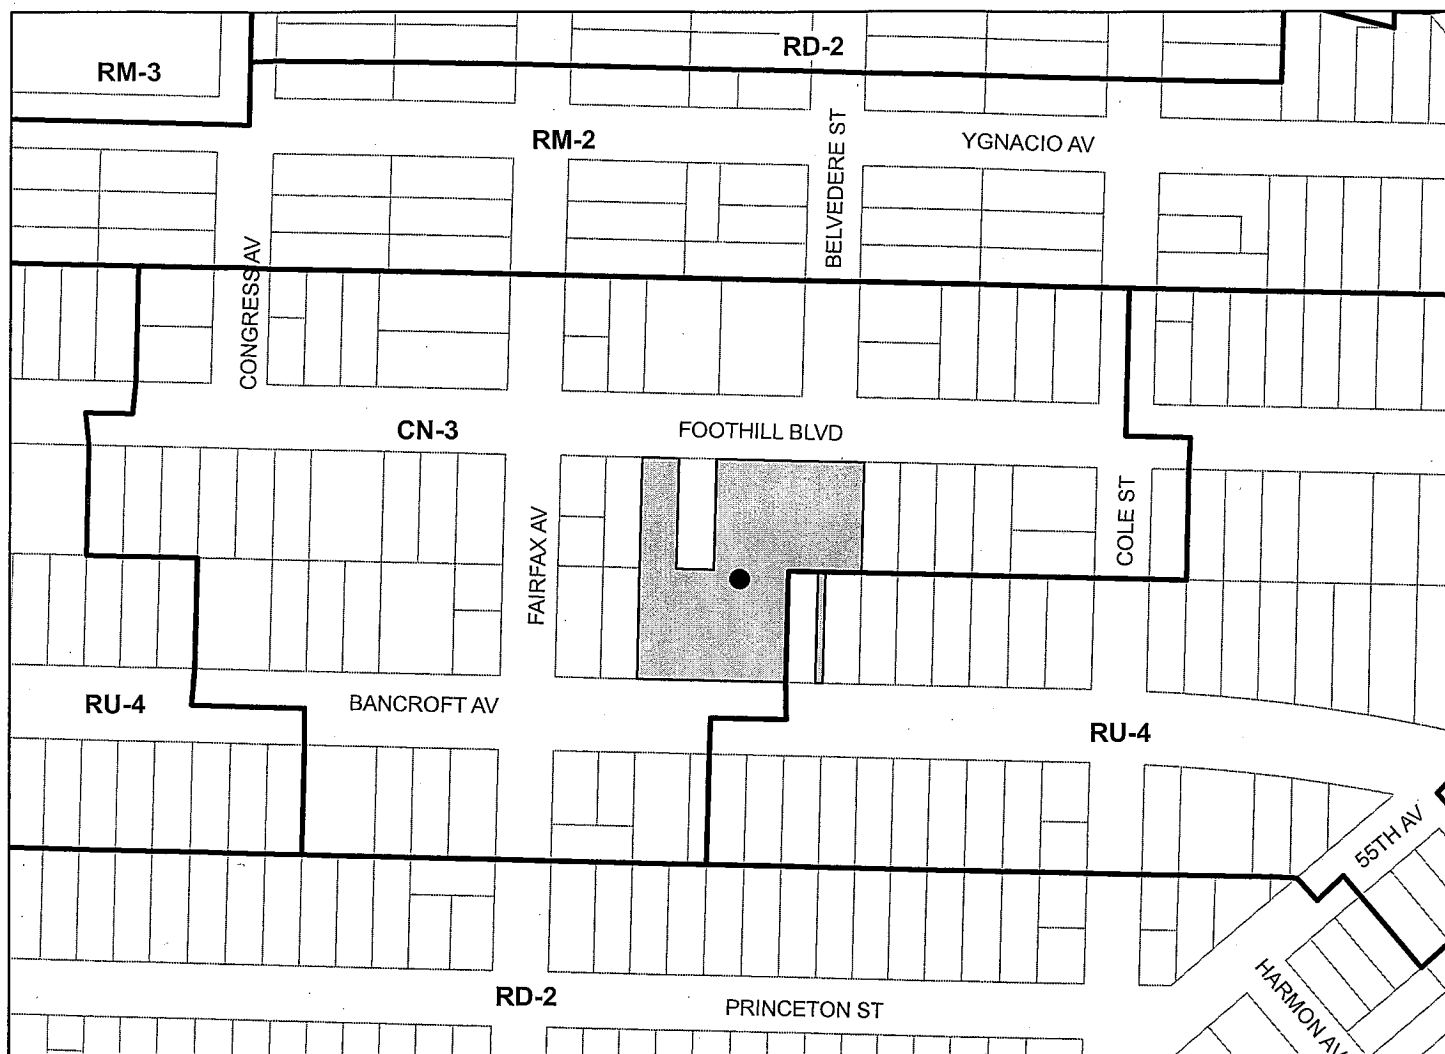 RD-2
RM-3
RM-2
BELVEDERE ST
YGNACIO AV
CONGRESS AV
CN-3
FOOTHILL BLVD
FAIRFAX AV
COLE ST
RU-4
BANCROFT AV
RU-4
55TH AV
RD-2
PRINCETON ST
HARMON AV